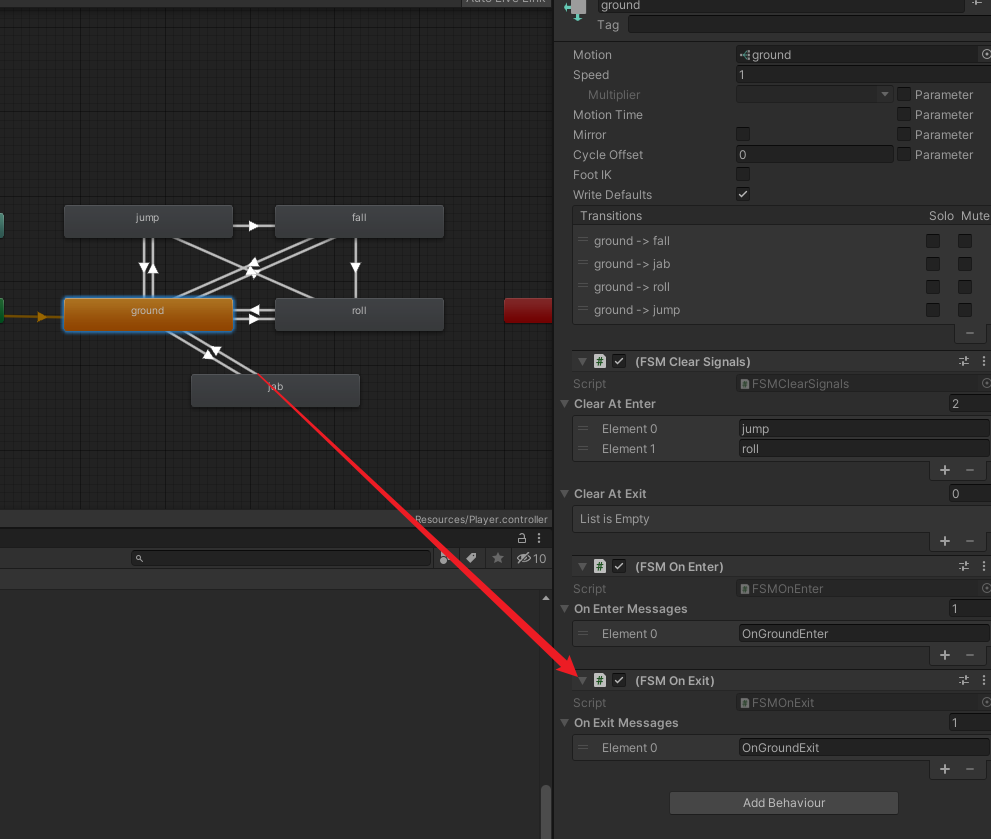 Auto Live Link
jump
fall
ground
roll
jab
Resources/Player.controller
10
ground
Tag
Motion ground
Speed 1
Multiplier Parameter
Motion Time Parameter
Mirror Parameter
Cycle Offset 0 Parameter
Foot IK
Write Defaults
Transitions Solo Mute
ground -> fall
ground -> jab
ground -> roll
ground -> jump
# (FSM Clear Signals)
Script # FSMClearSignals
Clear At Enter 2
Element 0 jump
Element 1 roll
+ −
Clear At Exit 0
List is Empty
+ −
# (FSM On Enter)
Script # FSMOnEnter
On Enter Messages 1
Element 0 OnGroundEnter
+ −
# (FSM On Exit)
Script # FSMOnExit
On Exit Messages 1
Element 0 OnGroundExit
+ −
Add Behaviour